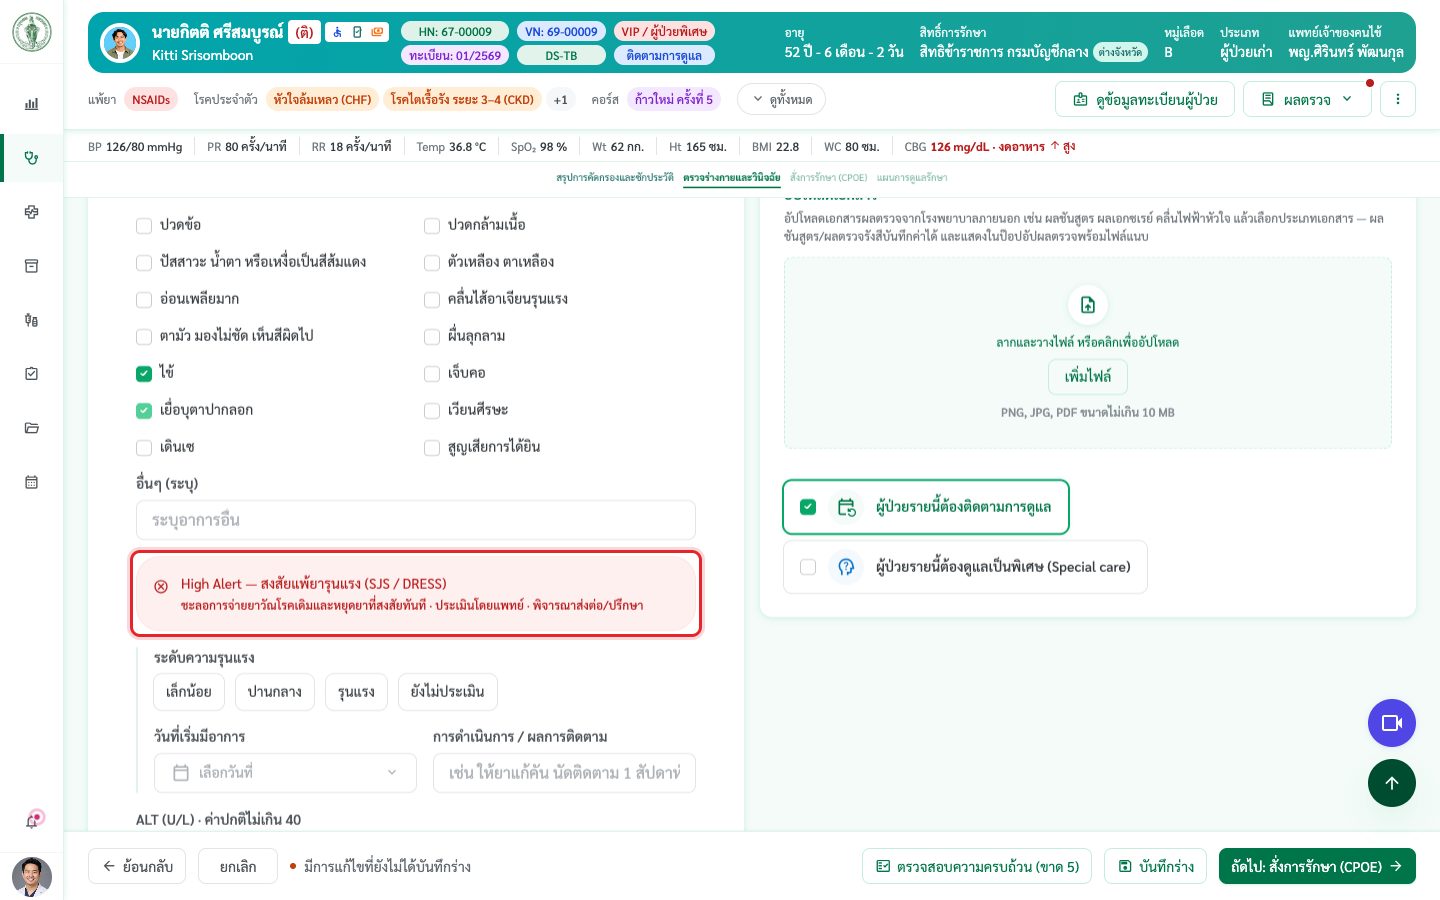 นายกิตติ ศรีสมบูรณ์ (ติ)
Kitti Srisomboon
HN: 67-00009 VN: 69-00009 VIP / ผู้ป่วยพิเศษ
ทะเบียน: 01/2569 DS-TB ติดตามการดูแล
อายุ สิทธิ์การรักษา หมู่เลือด ประเภท แพทย์เจ้าของคนไข้
52 ปี - 6 เดือน - 2 วัน สิทธิข้าราชการ กรมบัญชีกลาง ต่างจังหวัด B ผู้ป่วยเก่า พญ.ศิรินทร์ พัฒนกุล
แพ้ยา NSAIDs โรคประจำตัว หัวใจล้มเหลว (CHF) โรคไตเรื้อรัง ระยะ 3–4 (CKD) +1 คอร์ส ก้าวใหม่ ครั้งที่ 5 ดูทั้งหมด ดูข้อมูลทะเบียนผู้ป่วย ผลตรวจ
BP 126/80 mmHg PR 80 ครั้ง/นาที RR 18 ครั้ง/นาที Temp 36.8 °C SpO₂ 98 % Wt 62 กก. Ht 165 ซม. BMI 22.8 WC 80 ซม. CBG 126 mg/dL · งดอาหาร ↑ สูง
สรุปการคัดกรองและซักประวัติ ตรวจร่างกายและวินิจฉัย สั่งการรักษา (CPOE) แผนการดูแลรักษา
ปวดข้อ ปวดกล้ามเนื้อ
ปัสสาวะ น้ำตา หรือเหงื่อเป็นสีส้มแดง ตัวเหลือง ตาเหลือง
อ่อนเพลียมาก คลื่นไส้อาเจียนรุนแรง
ตามัว มองไม่ชัด เห็นสีผิดไป ผื่นลุกลาม
ไข้ เจ็บคอ
เยื่อบุตาปากลอก เวียนศีรษะ
เดินเซ สูญเสียการได้ยิน
อื่นๆ (ระบุ)
ระบุอาการอื่น
High Alert — สงสัยแพ้ยารุนแรง (SJS / DRESS)
ชะลอการจ่ายยาวัณโรคเดิมและหยุดยาที่สงสัยทันที · ประเมินโดยแพทย์ · พิจารณาส่งต่อ/ปรึกษา
ระดับความรุนแรง
เล็กน้อย ปานกลาง รุนแรง ยังไม่ประเมิน
วันที่เริ่มมีอาการ การดำเนินการ / ผลการติดตาม
เลือกวันที่ เช่น ให้ยาแก้คัน นัดติดตาม 1 สัปดาห์
ALT (U/L) · ค่าปกติไม่เกิน 40
อัปโหลดเอกสารผลตรวจจากโรงพยาบาลภายนอก เช่น ผลชันสูตร ผลเอกซเรย์ คลื่นไฟฟ้าหัวใจ แล้วเลือกประเภทเอกสาร — ผล
ชันสูตร/ผลตรวจรังสีบันทึกค่าได้ และแสดงในป๊อปอัปผลตรวจพร้อมไฟล์แนบ
ลากและวางไฟล์ หรือคลิกเพื่ออัปโหลด
เพิ่มไฟล์
PNG, JPG, PDF ขนาดไม่เกิน 10 MB
ผู้ป่วยรายนี้ต้องติดตามการดูแล
ผู้ป่วยรายนี้ต้องดูแลเป็นพิเศษ (Special care)
ย้อนกลับ ยกเลิก มีการแก้ไขที่ยังไม่ได้บันทึกร่าง ตรวจสอบความครบถ้วน (ขาด 5) บันทึกร่าง ถัดไป: สั่งการรักษา (CPOE)